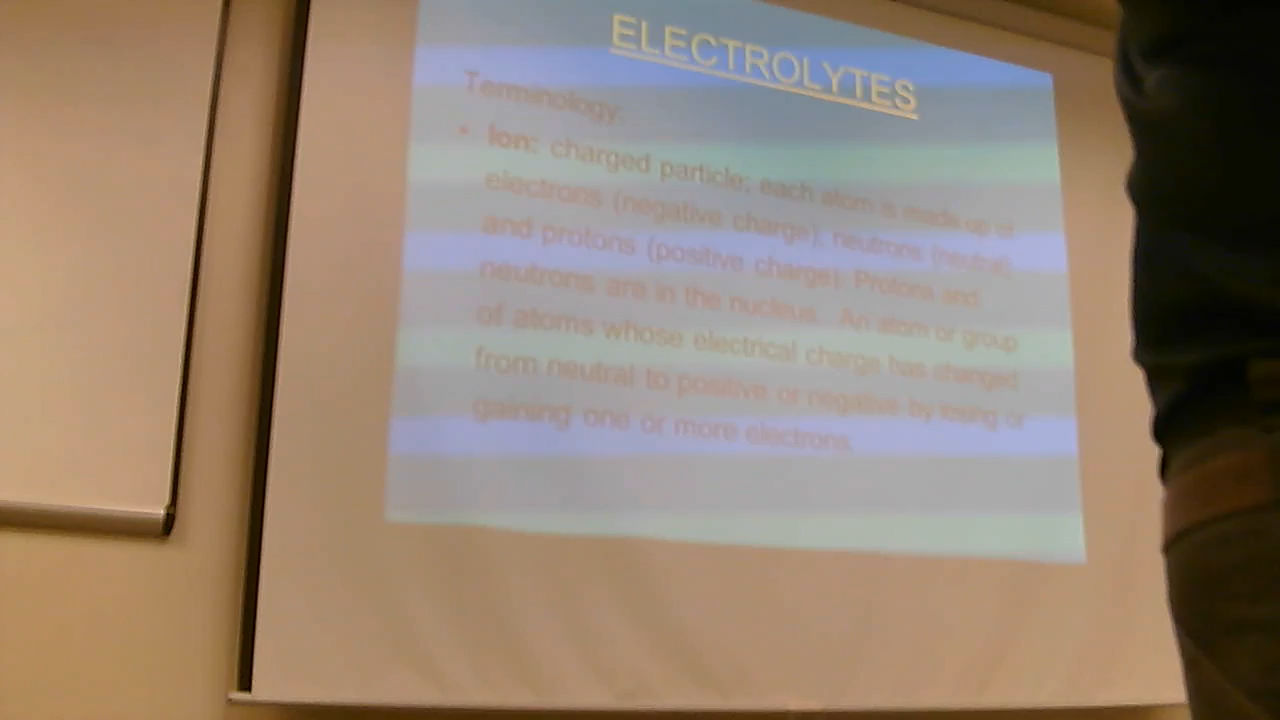 ELECTROLYTES
Terminology:
• Ion: charged particle; each atom is made up of
electrons (negative charge), neutrons (neutral)
and protons (positive charge). Protons and
neutrons are in the nucleus. An atom or group
of atoms whose electrical charge has changed
from neutral to positive or negative by losing or
gaining one or more electrons.